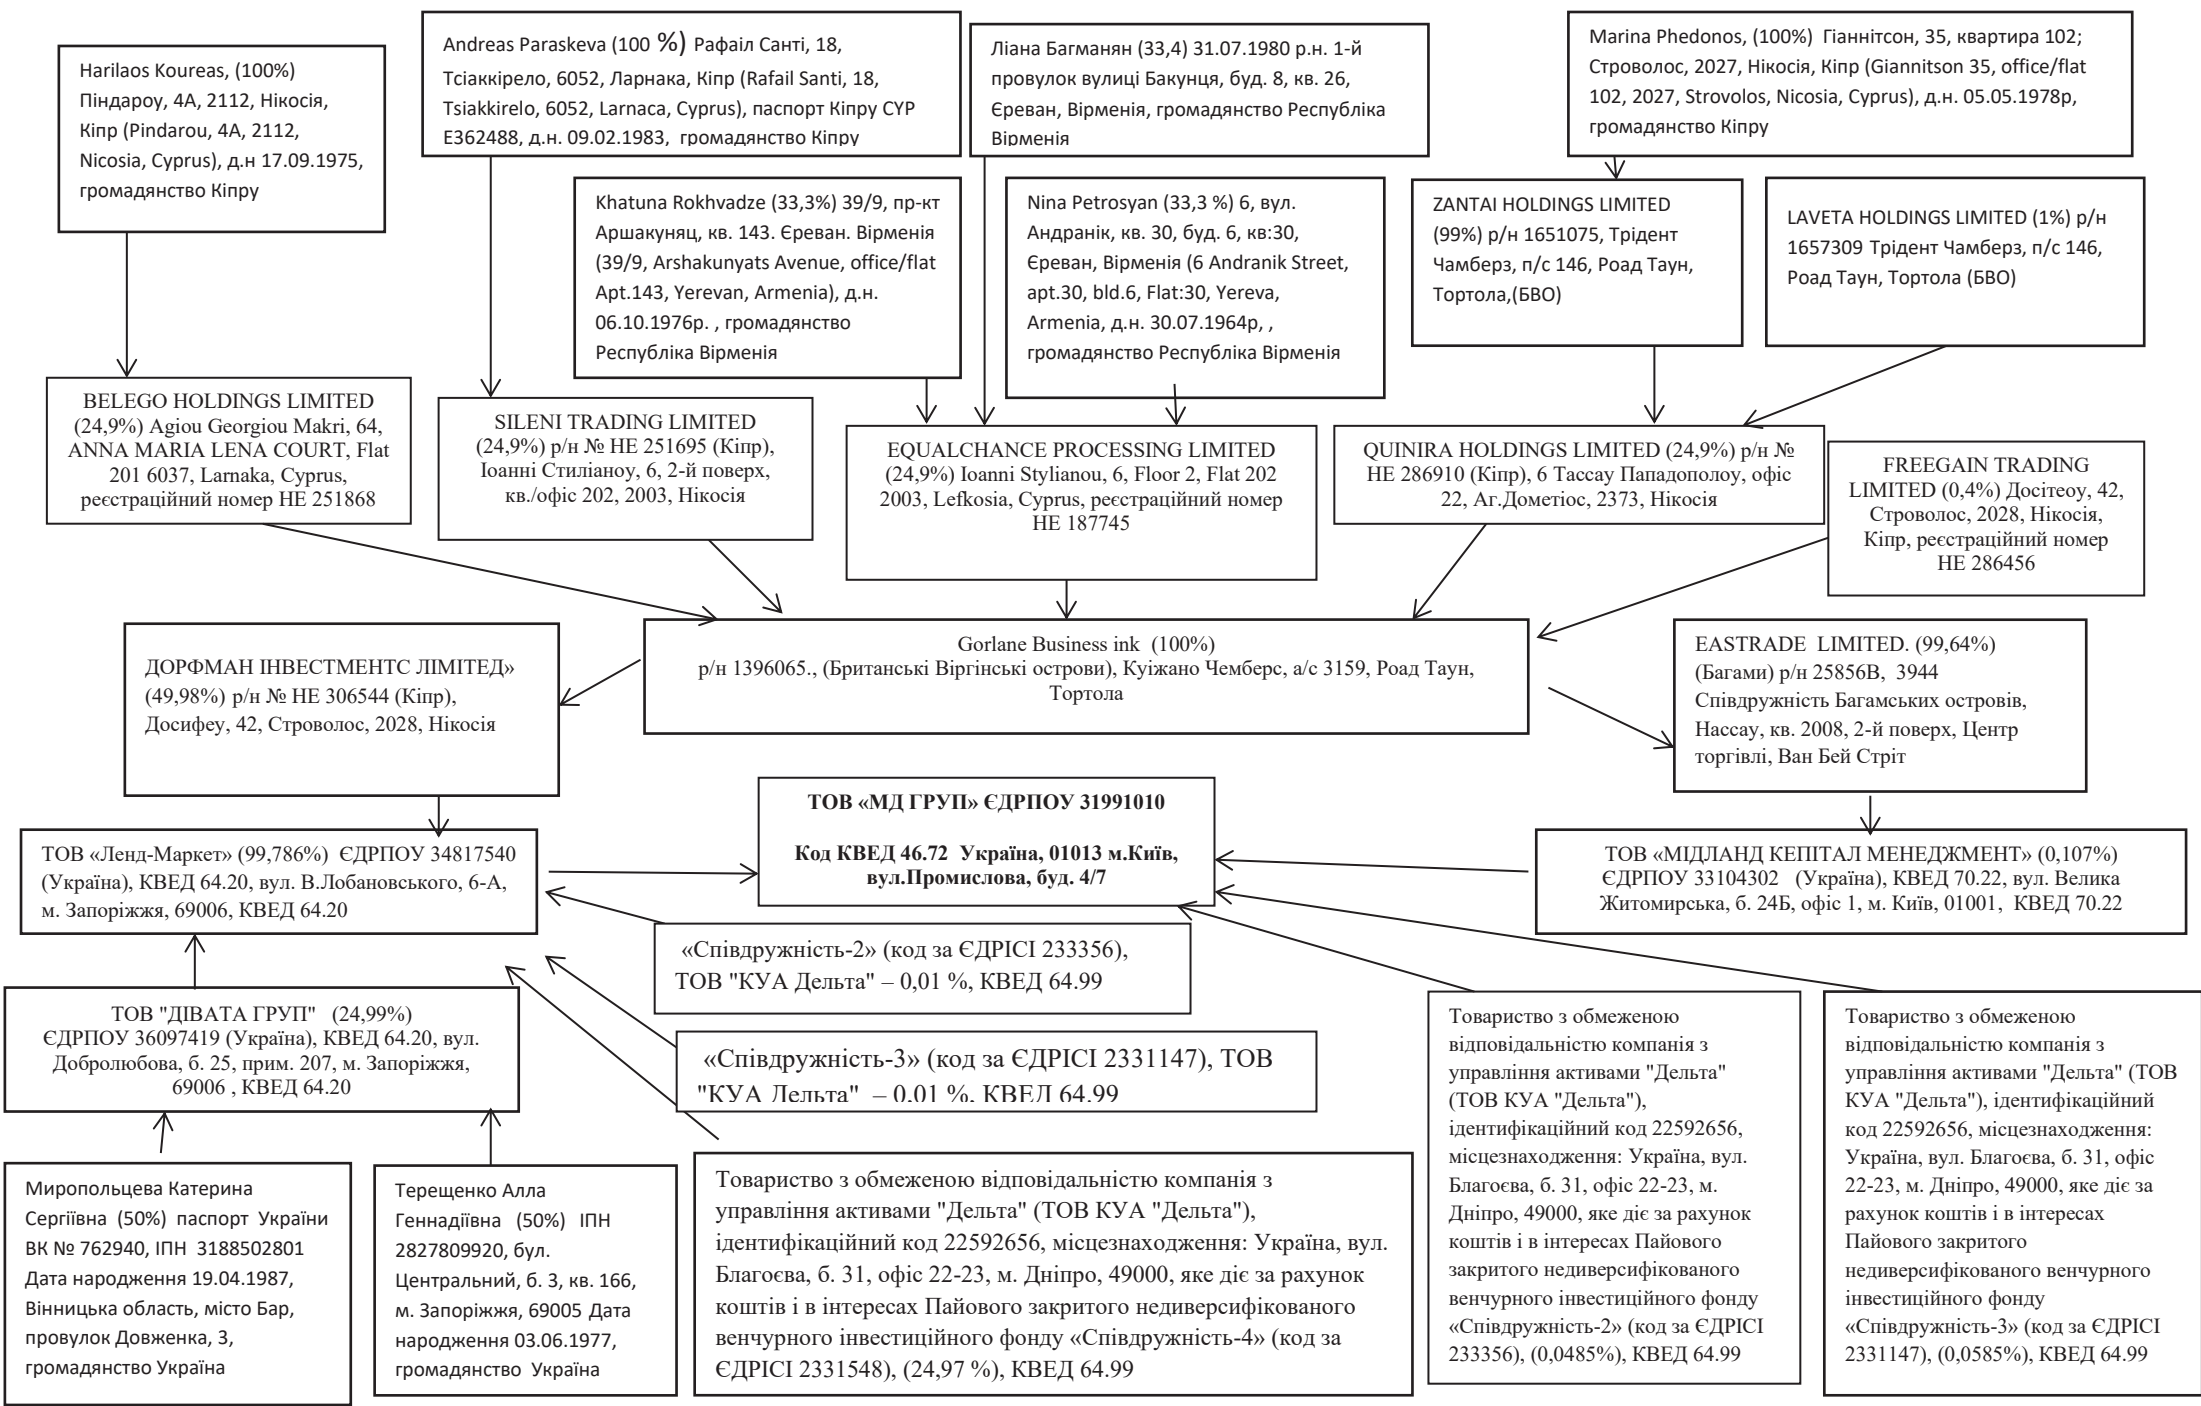 Harilaos Koureas, (100%)
Піндароу, 4А, 2112, Нікосія,
Кіпр (Pindarou, 4A, 2112,
Nicosia, Cyprus), д.н 17.09.1975,
громадянство Кіпру
Andreas Paraskeva (100 %) Рафаіл Санті, 18,
Тсіаккірело, 6052, Ларнака, Кіпр (Rafail Santi, 18,
Tsiakkirelo, 6052, Larnaca, Cyprus), паспорт Кіпру CYP
E362488, д.н. 09.02.1983, громадянство Кіпру
Ліана Багманян (33,4) 31.07.1980 р.н. 1-й
провулок вулиці Бакунця, буд. 8, кв. 26,
Єреван, Вірменія, громадянство Республіка
Вірменія
Marina Phedonos, (100%) Гіаннітсон, 35, квартира 102;
Строволос, 2027, Нікосія, Кіпр (Giannitson 35, office/flat
102, 2027, Strovolos, Nicosia, Cyprus), д.н. 05.05.1978р,
громадянство Кіпру
Khatuna Rokhvadze (33,3%) 39/9, пр-кт
Аршакуняц, кв. 143. Єреван. Вірменія
(39/9, Arshakunyats Avenue, office/flat
Apt.143, Yerevan, Armenia), д.н.
06.10.1976р. , громадянство
Республіка Вірменія
Nina Petrosyan (33,3 %) 6, вул.
Андранік, кв. 30, буд. 6, кв:30,
Єреван, Вірменія (6 Andranik Street,
apt.30, bld.6, Flat:30, Yereva,
Armenia, д.н. 30.07.1964р, ,
громадянство Республіка Вірменія
ZANTAI HOLDINGS LIMITED
(99%) р/н 1651075, Трідент
Чамберз, п/с 146, Роад Таун,
Тортола,(БВО)
LAVETA HOLDINGS LIMITED (1%) р/н
1657309 Трідент Чамберз, п/с 146,
Роад Таун, Тортола (БВО)
BELEGO HOLDINGS LIMITED
(24,9%) Agiou Georgiou Makri, 64,
ANNA MARIA LENA COURT, Flat
201 6037, Larnaka, Cyprus,
реєстраційний номер HE 251868
SILENI TRADING LIMITED
(24,9%) р/н № HE 251695 (Кіпр),
Іоанні Стиліаноу, 6, 2-й поверх,
кв./офіс 202, 2003, Нікосія
EQUALCHANCE PROCESSING LIMITED
(24,9%) Ioanni Stylianou, 6, Floor 2, Flat 202
2003, Lefkosia, Cyprus, реєстраційний номер
HE 187745
QUINIRA HOLDINGS LIMITED (24,9%) р/н №
HE 286910 (Кіпр), 6 Тассау Пападополоу, офіс
22, Аг.Дометіос, 2373, Нікосія
FREEGAIN TRADING
LIMITED (0,4%) Досітеоу, 42,
Строволос, 2028, Нікосія,
Кіпр, реєстраційний номер
HE 286456
ДОРФМАН ІНВЕСТМЕНТС ЛІМІТЕД»
(49,98%) р/н № HE 306544 (Кіпр),
Досифеу, 42, Строволос, 2028, Нікосія
Gorlane Business ink (100%)
р/н 1396065., (Британські Віргінські острови), Куіжано Чемберс, а/с 3159, Роад Таун,
Тортола
EASTRADE LIMITED. (99,64%)
(Багами) р/н 25856В, 3944
Співдружність Багамських островів,
Нассау, кв. 2008, 2-й поверх, Центр
торгівлі, Ван Бей Стріт
ТОВ «МД ГРУП» ЄДРПОУ 31991010
Код КВЕД 46.72 Україна, 01013 м.Київ,
вул.Промислова, буд. 4/7
ТОВ «Ленд-Маркет» (99,786%) ЄДРПОУ 34817540
(Україна), КВЕД 64.20, вул. В.Лобановського, 6-А,
м. Запоріжжя, 69006, КВЕД 64.20
ТОВ «МІДЛАНД КЕПІТАЛ МЕНЕДЖМЕНТ» (0,107%)
ЄДРПОУ 33104302 (Україна), КВЕД 70.22, вул. Велика
Житомирська, б. 24Б, офіс 1, м. Київ, 01001, КВЕД 70.22
«Співдружність-2» (код за ЄДРІСІ 233356),
ТОВ "КУА Дельта" – 0,01 %, КВЕД 64.99
ТОВ "ДІВАТА ГРУП" (24,99%)
ЄДРПОУ 36097419 (Україна), КВЕД 64.20, вул.
Добролюбова, б. 25, прим. 207, м. Запоріжжя,
69006 , КВЕД 64.20
«Співдружність-3» (код за ЄДРІСІ 2331147), ТОВ
"КУА Дельта" – 0,01 %, КВЕД 64.99
Миропольцева Катерина
Сергіївна (50%) паспорт України
ВК № 762940, ІПН 3188502801
Дата народження 19.04.1987,
Вінницька область, місто Бар,
провулок Довженка, 3,
громадянство Україна
Терещенко Алла
Геннадіївна (50%) ІПН
2827809920, бул.
Центральний, б. 3, кв. 166,
м. Запоріжжя, 69005 Дата
народження 03.06.1977,
громадянство Україна
Товариство з обмеженою відповідальністю компанія з
управління активами "Дельта" (ТОВ КУА "Дельта"),
ідентифікаційний код 22592656, місцезнаходження: Україна, вул.
Благоєва, б. 31, офіс 22-23, м. Дніпро, 49000, яке діє за рахунок
коштів і в інтересах Пайового закритого недиверсифікованого
венчурного інвестиційного фонду «Співдружність-4» (код за
ЄДРІСІ 2331548), (24,97 %), КВЕД 64.99
Товариство з обмеженою
відповідальністю компанія з
управління активами "Дельта"
(ТОВ КУА "Дельта"),
ідентифікаційний код 22592656,
місцезнаходження: Україна, вул.
Благоєва, б. 31, офіс 22-23, м.
Дніпро, 49000, яке діє за рахунок
коштів і в інтересах Пайового
закритого недиверсифікованого
венчурного інвестиційного фонду
«Співдружність-2» (код за ЄДРІСІ
233356), (0,0485%), КВЕД 64.99
Товариство з обмеженою
відповідальністю компанія з
управління активами "Дельта" (ТОВ
КУА "Дельта"), ідентифікаційний
код 22592656, місцезнаходження:
Україна, вул. Благоєва, б. 31, офіс
22-23, м. Дніпро, 49000, яке діє за
рахунок коштів і в інтересах
Пайового закритого
недиверсифікованого венчурного
інвестиційного фонду
«Співдружність-3» (код за ЄДРІСІ
2331147), (0,0585%), КВЕД 64.99